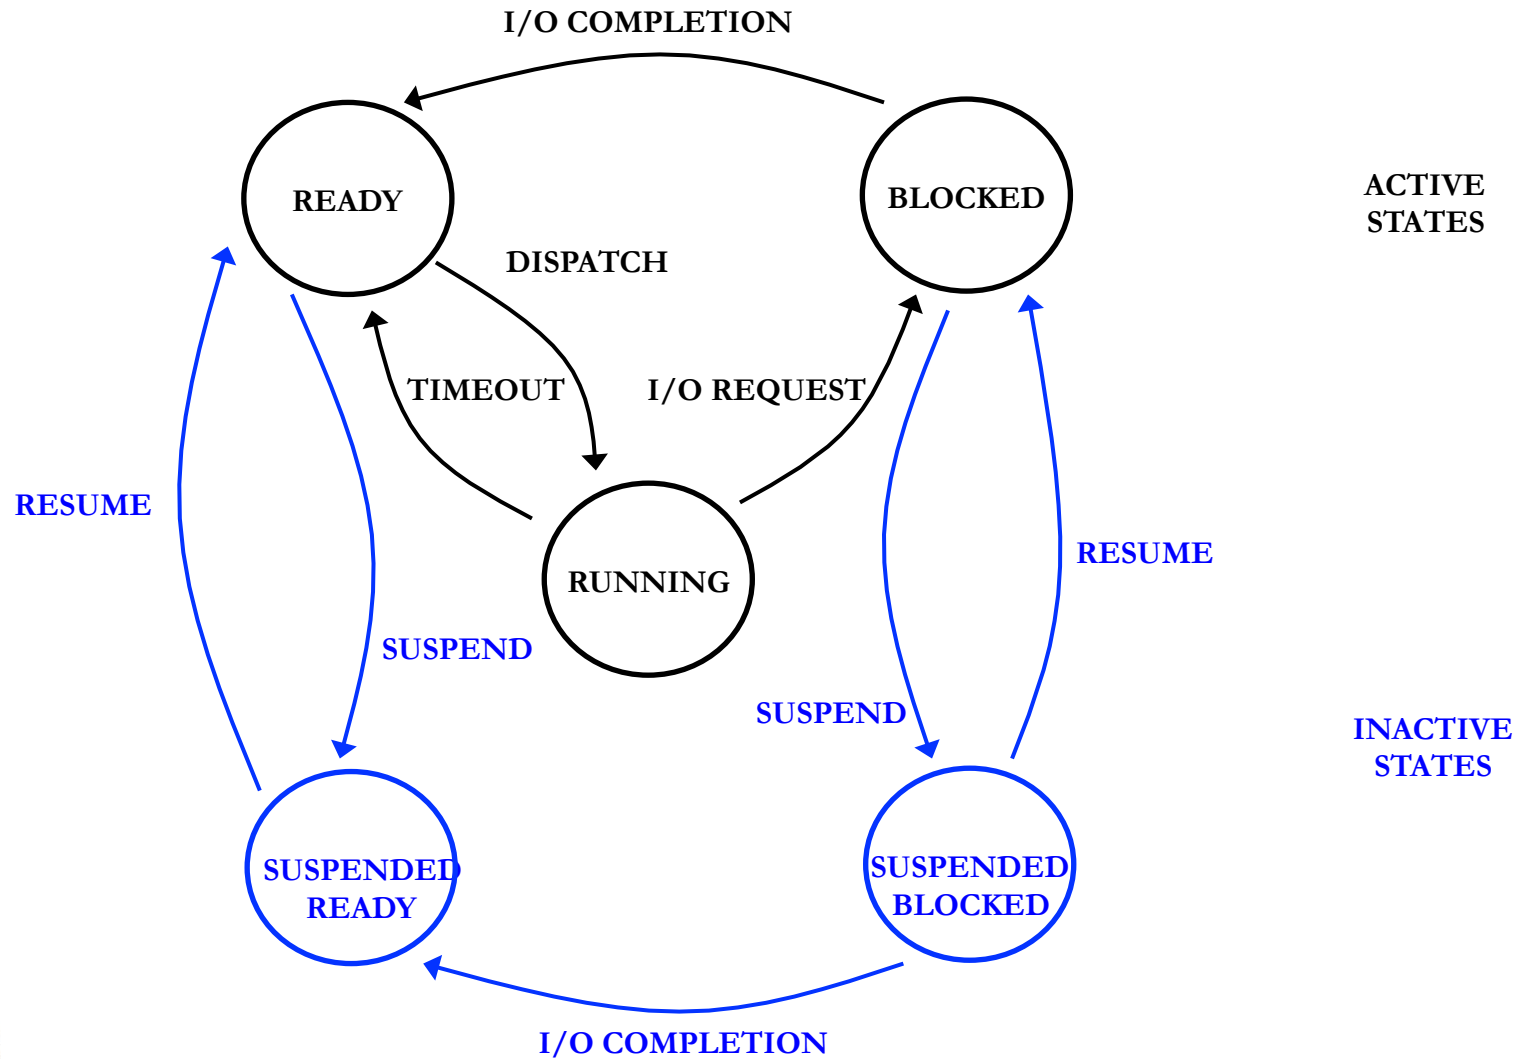 I/O COMPLETION
READY
BLOCKED
ACTIVE
STATES
DISPATCH
TIMEOUT
I/O REQUEST
RESUME
RESUME
RUNNING
SUSPEND
SUSPEND
INACTIVE
STATES
SUSPENDED
READY
SUSPENDED
BLOCKED
I/O COMPLETION